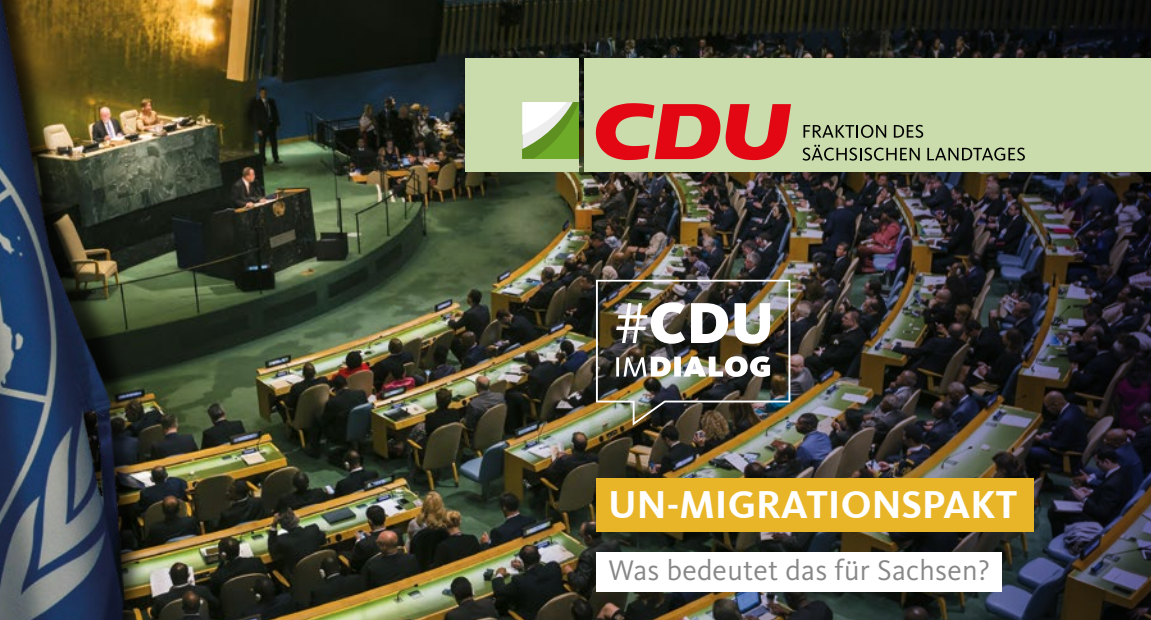 CDU
FRAKTION DES
SÄCHSISCHEN LANDTAGES
#CDU
IMDIALOG
UN-MIGRATIONSPAKT
Was bedeutet das für Sachsen?